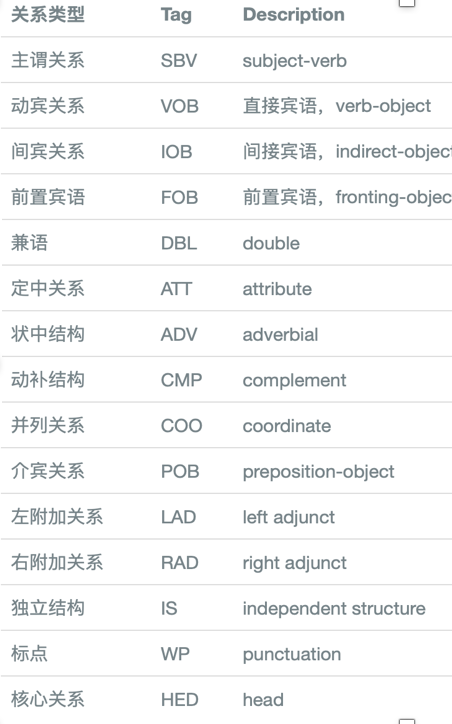 关系类型 Tag Description
主谓关系 SBV subject-verb
动宾关系 VOB 直接宾语，verb-object
间宾关系 IOB 间接宾语，indirect-object
前置宾语 FOB 前置宾语，fronting-objec
兼语 DBL double
定中关系 ATT attribute
状中结构 ADV adverbial
动补结构 CMP complement
并列关系 COO coordinate
介宾关系 POB preposition-object
左附加关系 LAD left adjunct
右附加关系 RAD right adjunct
独立结构 IS independent structure
标点 WP punctuation
核心关系 HED head